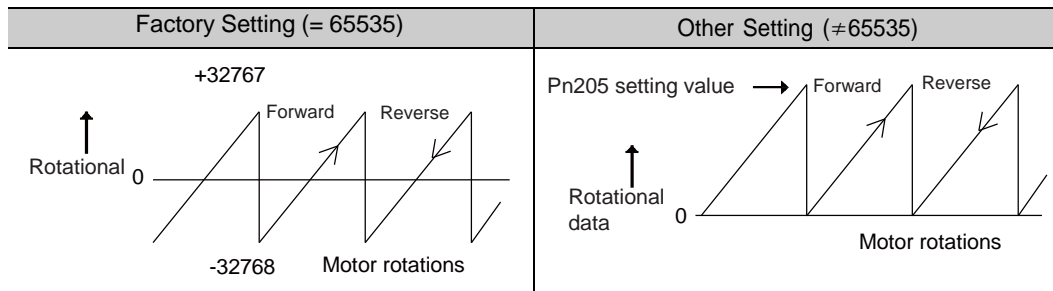 Factory Setting (= 65535)
Other Setting (≠65535)
+32767
Forward
Reverse
Rotational
0
-32768
Motor rotations
Pn205 setting value
Forward
Reverse
Rotational
data
0
Motor rotations